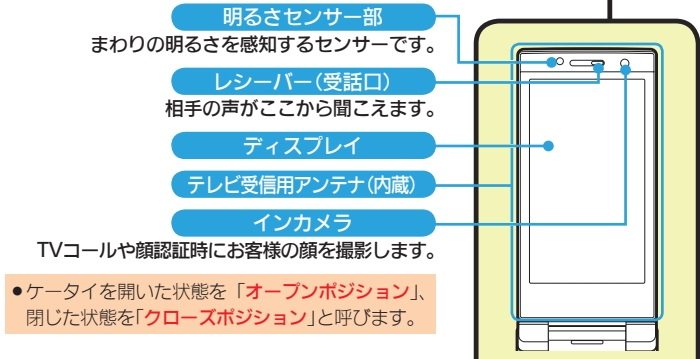 明るさセンサー部
まわりの明るさを感知するセンサーです。
レシーバー（受話口）
相手の声がここから聞こえます。
ディスプレイ
テレビ受信用アンテナ（内蔵）
インカメラ
TVコールや顔認証時にお客様の顔を撮影します。
●ケータイを開いた状態を「オープンポジション」、
閉じた状態を「クローズポジション」と呼びます。